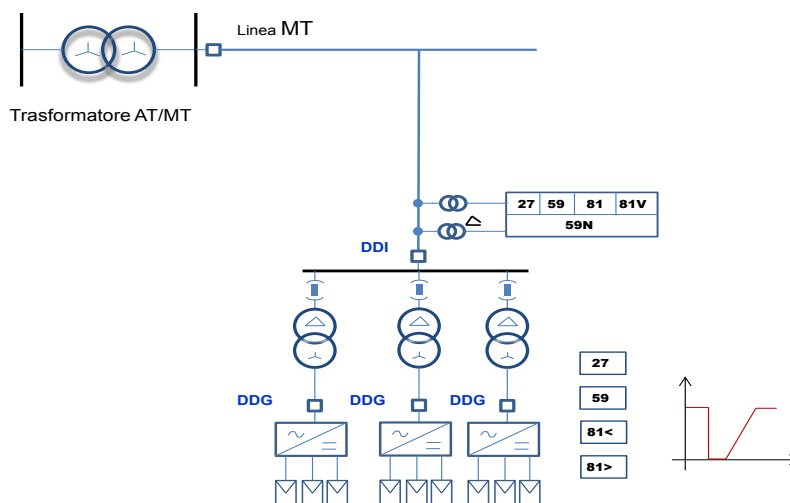 Linea MT
Trasformatore AT/MT
27 59 81 81V
59N
DDI
DDG DDG DDG
27
59
81<
81>